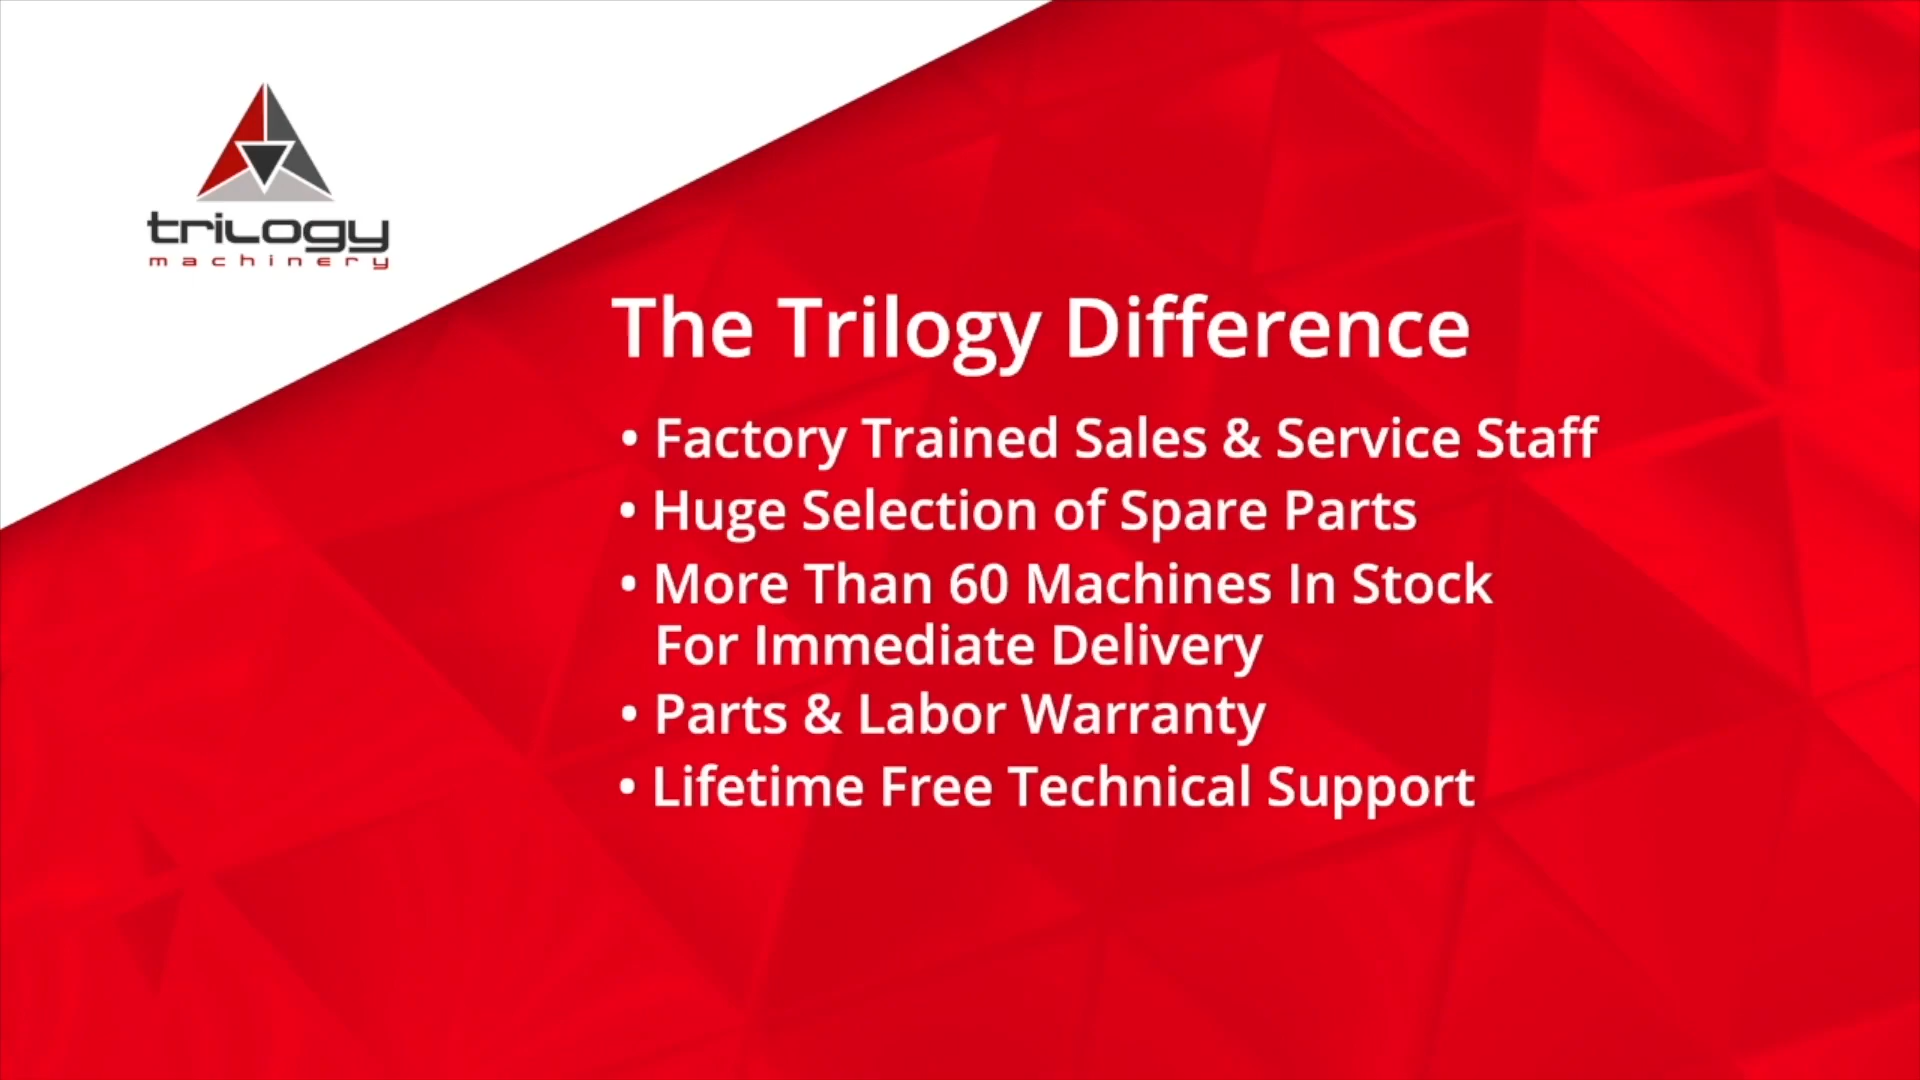 trilogy
machinery
The Trilogy Difference
• Factory Trained Sales & Service Staff
• Huge Selection of Spare Parts
• More Than 60 Machines In Stock
For Immediate Delivery
• Parts & Labor Warranty
• Lifetime Free Technical Support